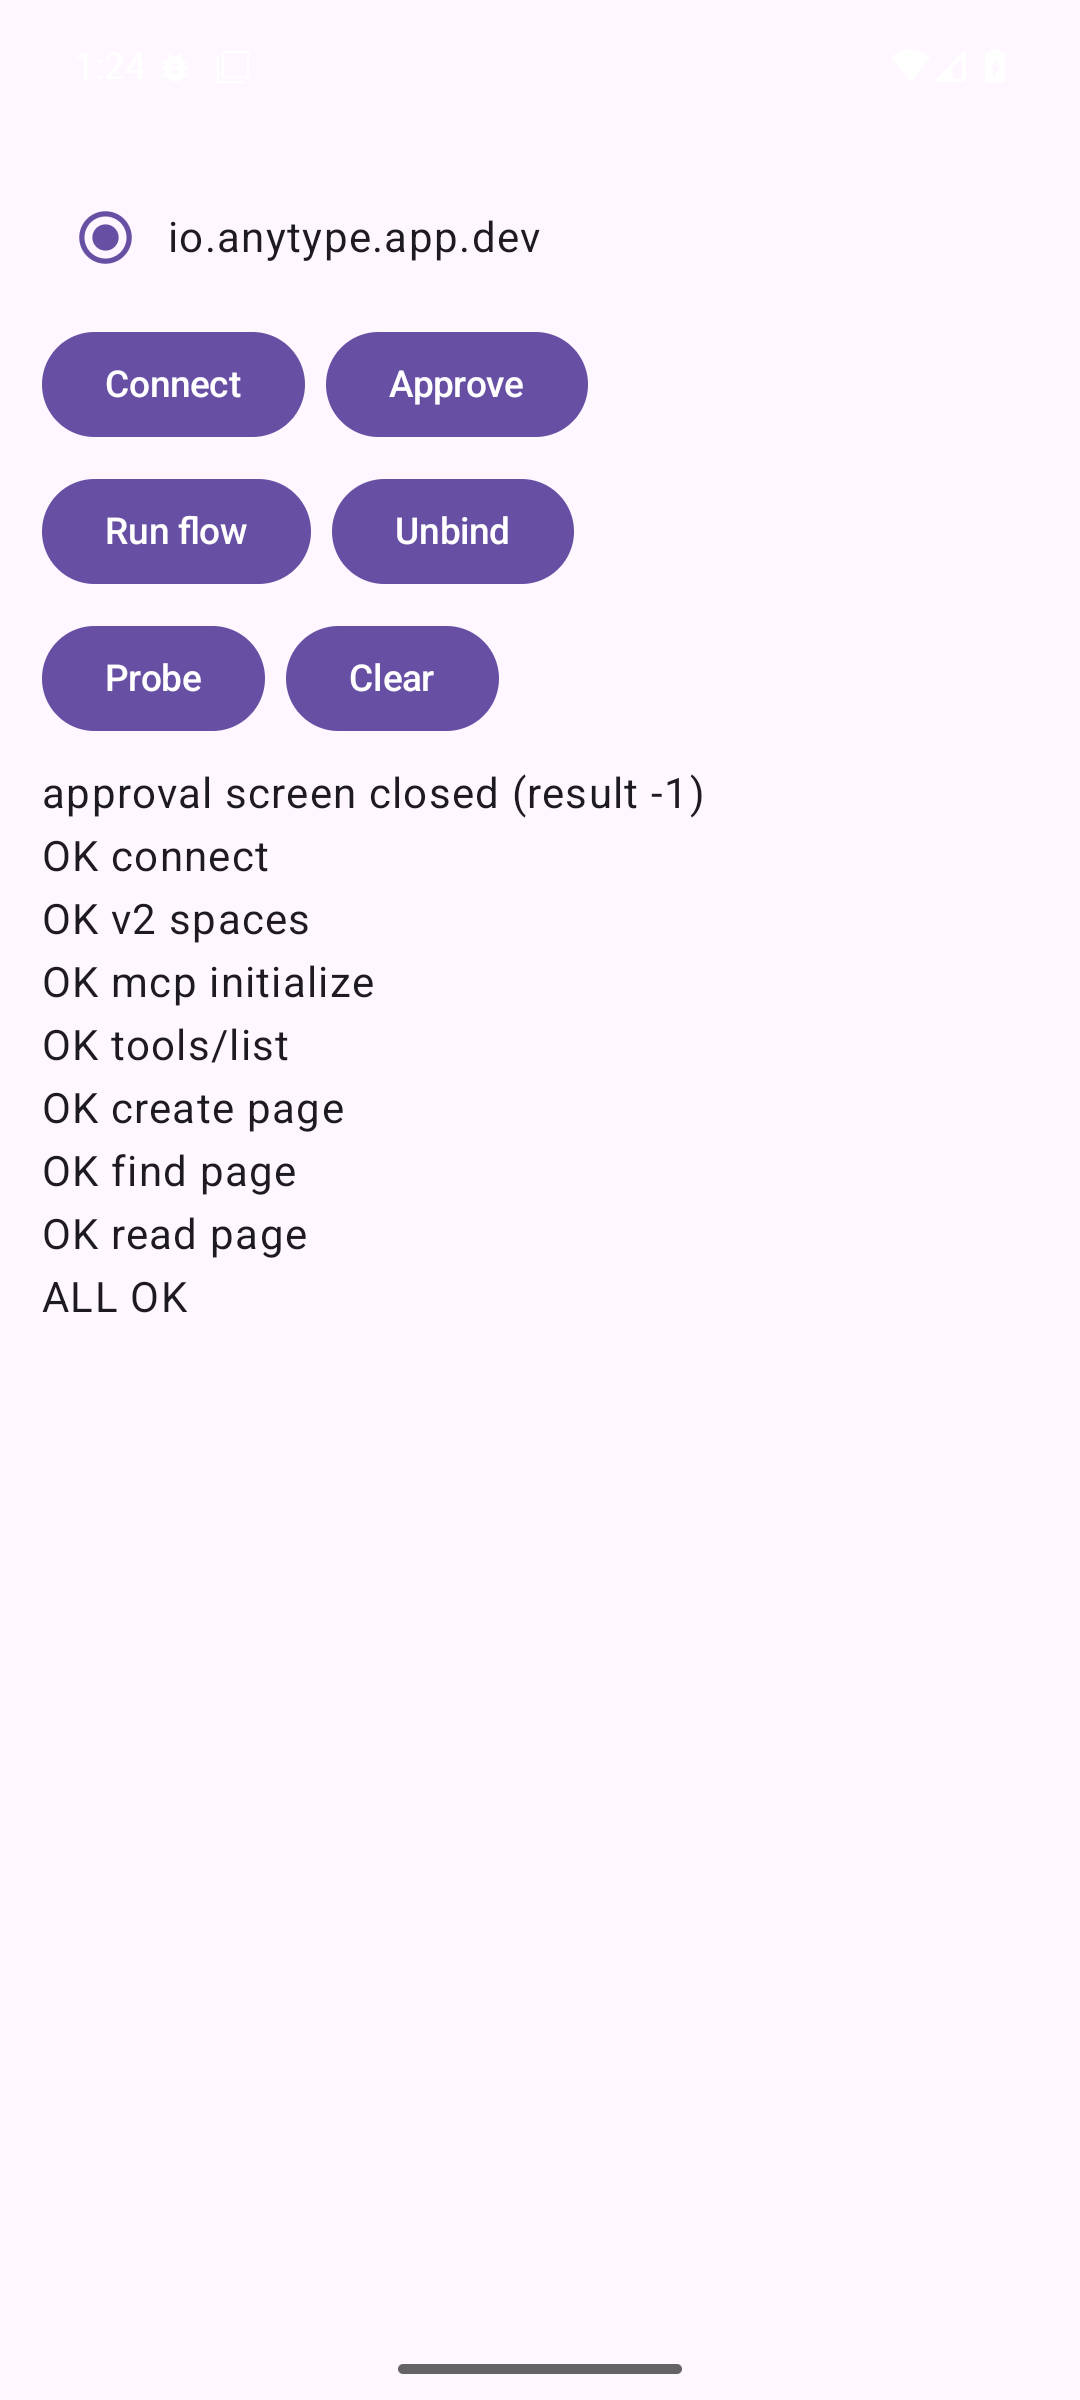 1:24
io.anytype.app.dev
Connect Approve
Run flow Unbind
Probe Clear
approval screen closed (result -1)
OK connect
OK v2 spaces
OK mcp initialize
OK tools/list
OK create page
OK find page
OK read page
ALL OK